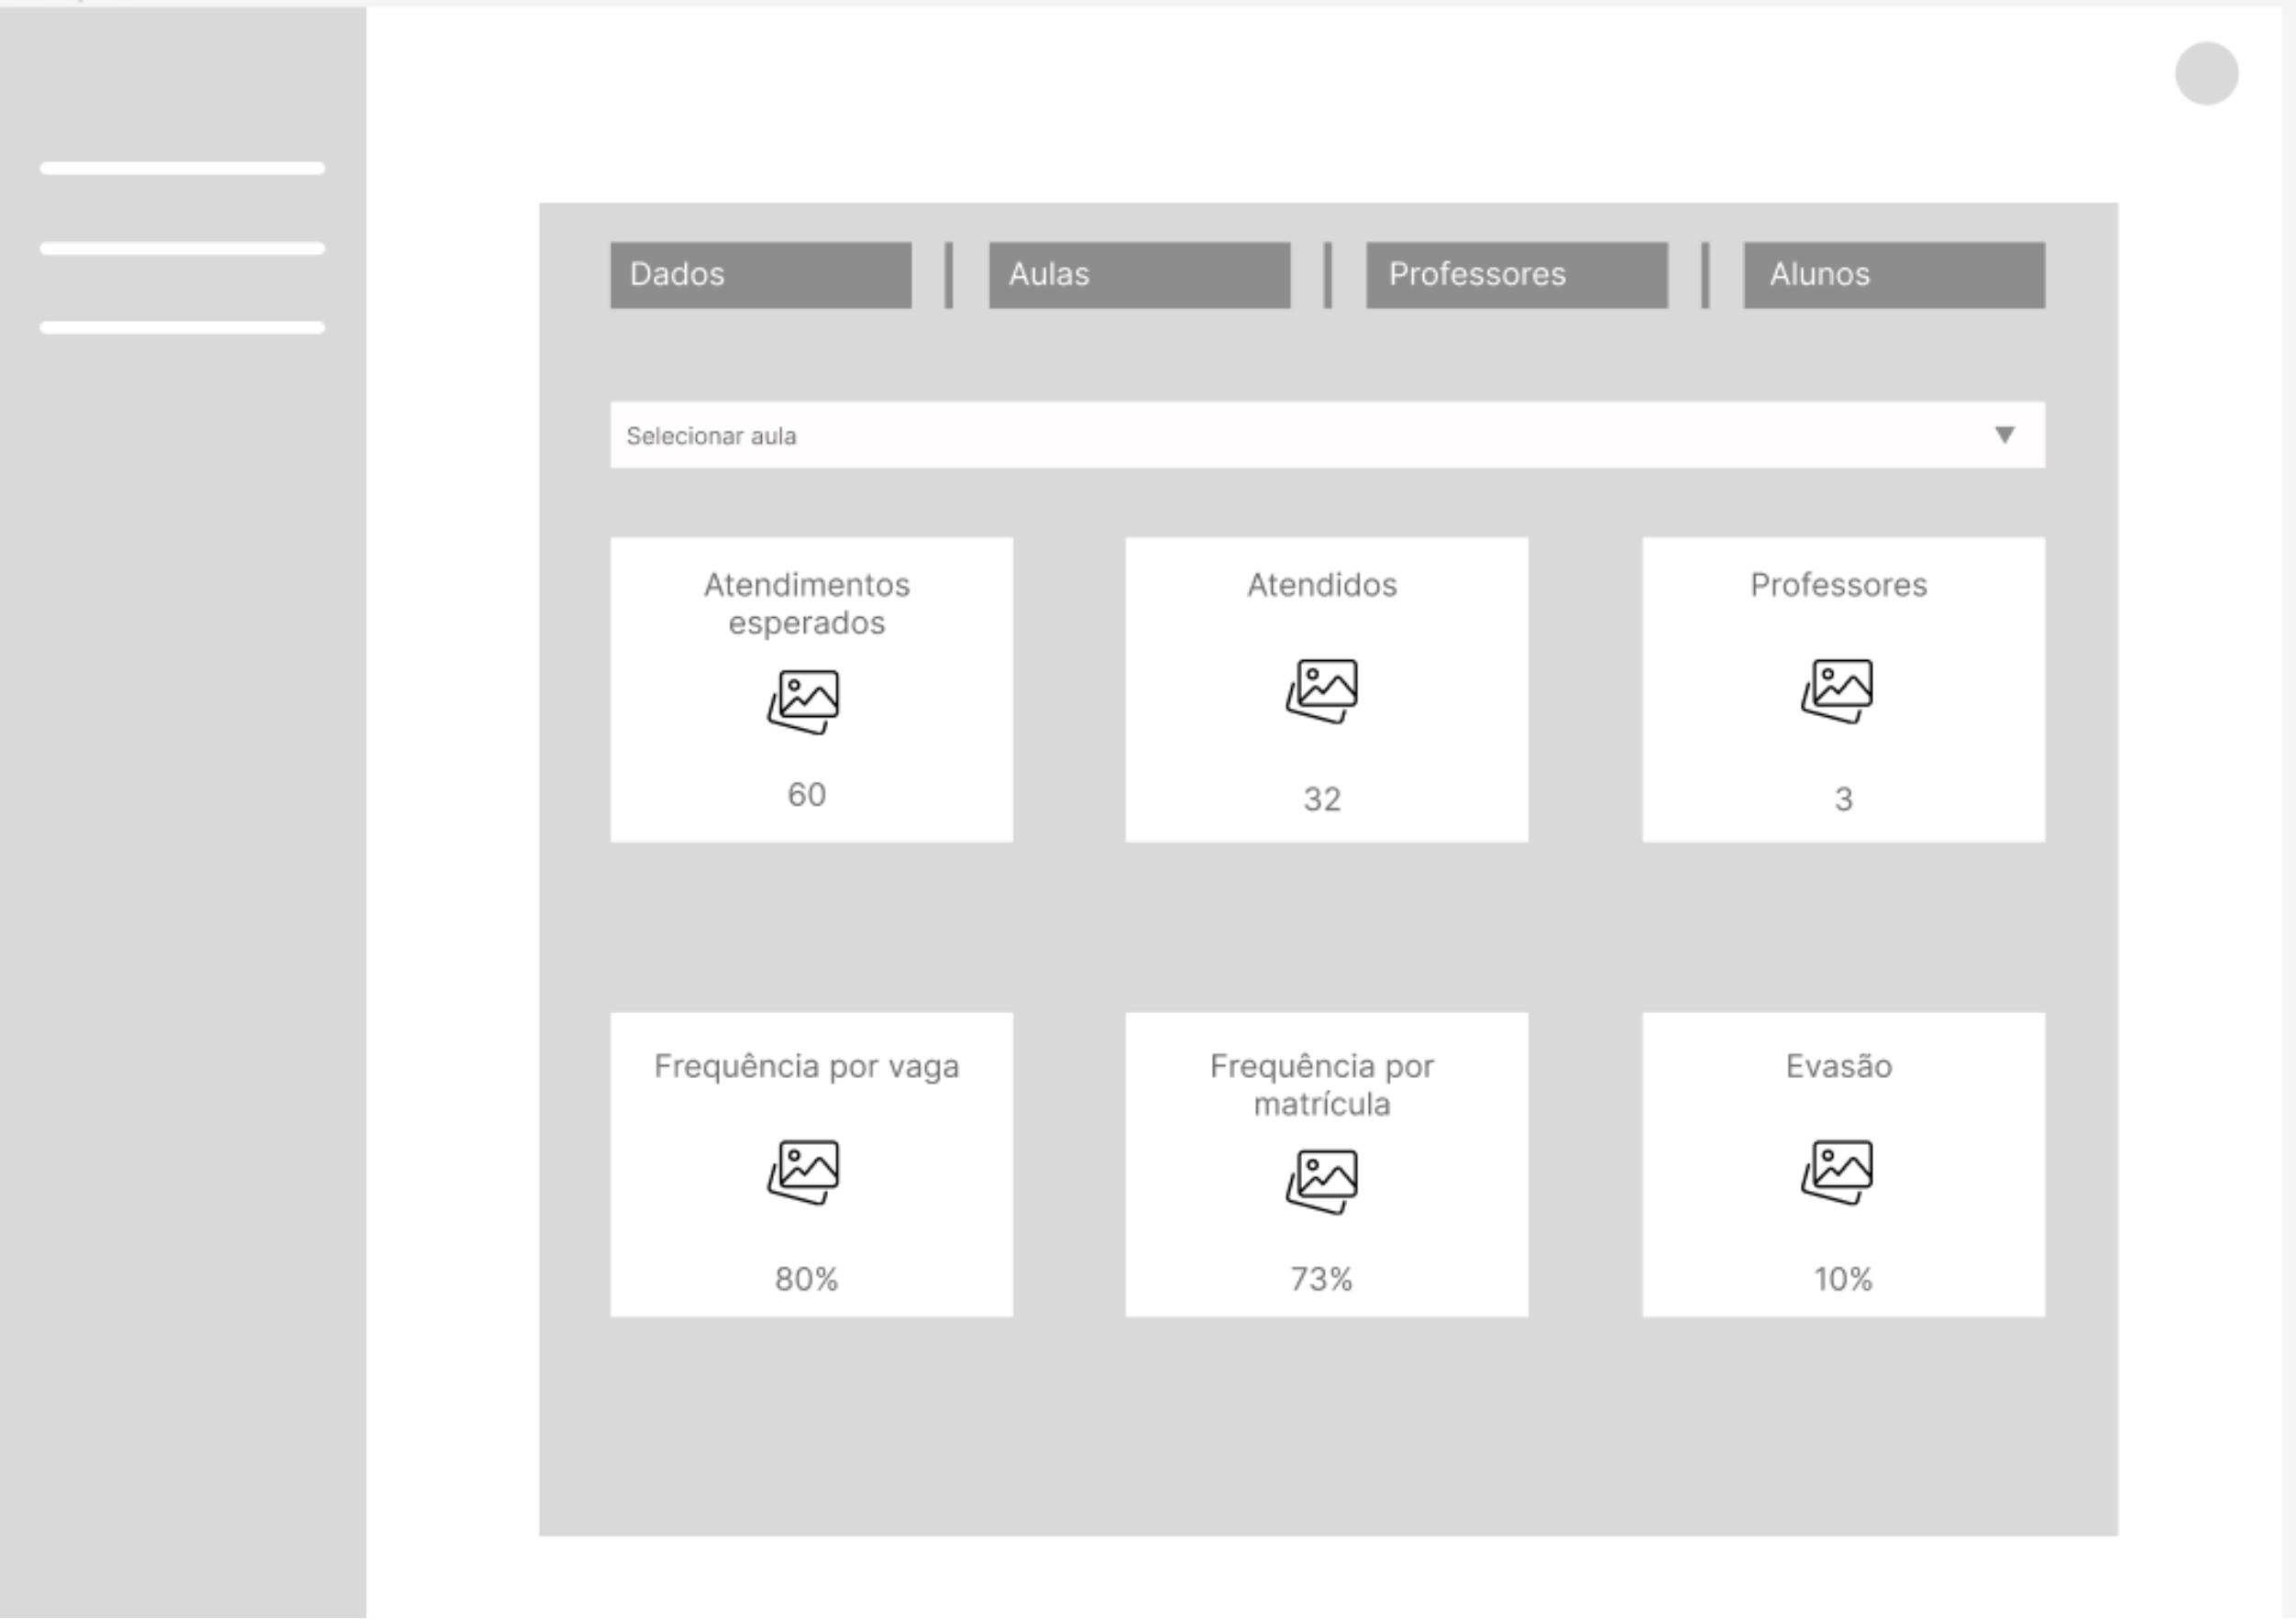 Dados
Aulas
Professores
Alunos
Selecionar aula
Atendimentos
esperados
60
Atendidos
32
Professores
3
Frequência por vaga
80%
Frequência por
matrícula
73%
Evasão
10%